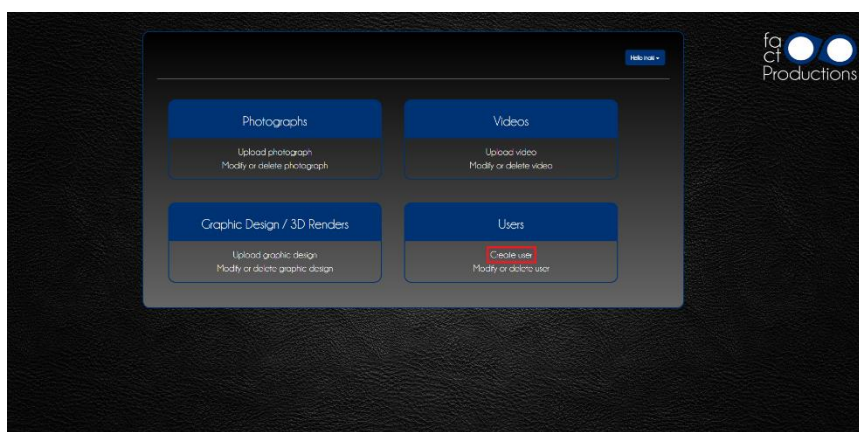 Hello
fa
ct
Productions
Photographs
Videos
Upload photograph
Modify or delete photograph
Upload video
Modify or delete video
Graphic Design / 3D Renders
Users
Upload graphic design
Modify or delete graphic design
Create user
Modify or delete user